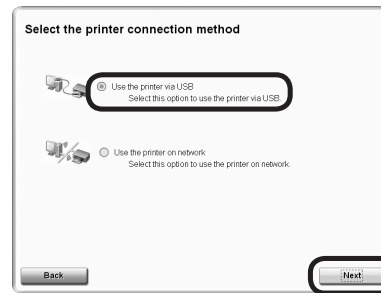 Select the printer connection method
Use the printer via USB
Select this option to use the printer via USB.
Use the printer on network
Select this option to use the printer on network.
Back
Next